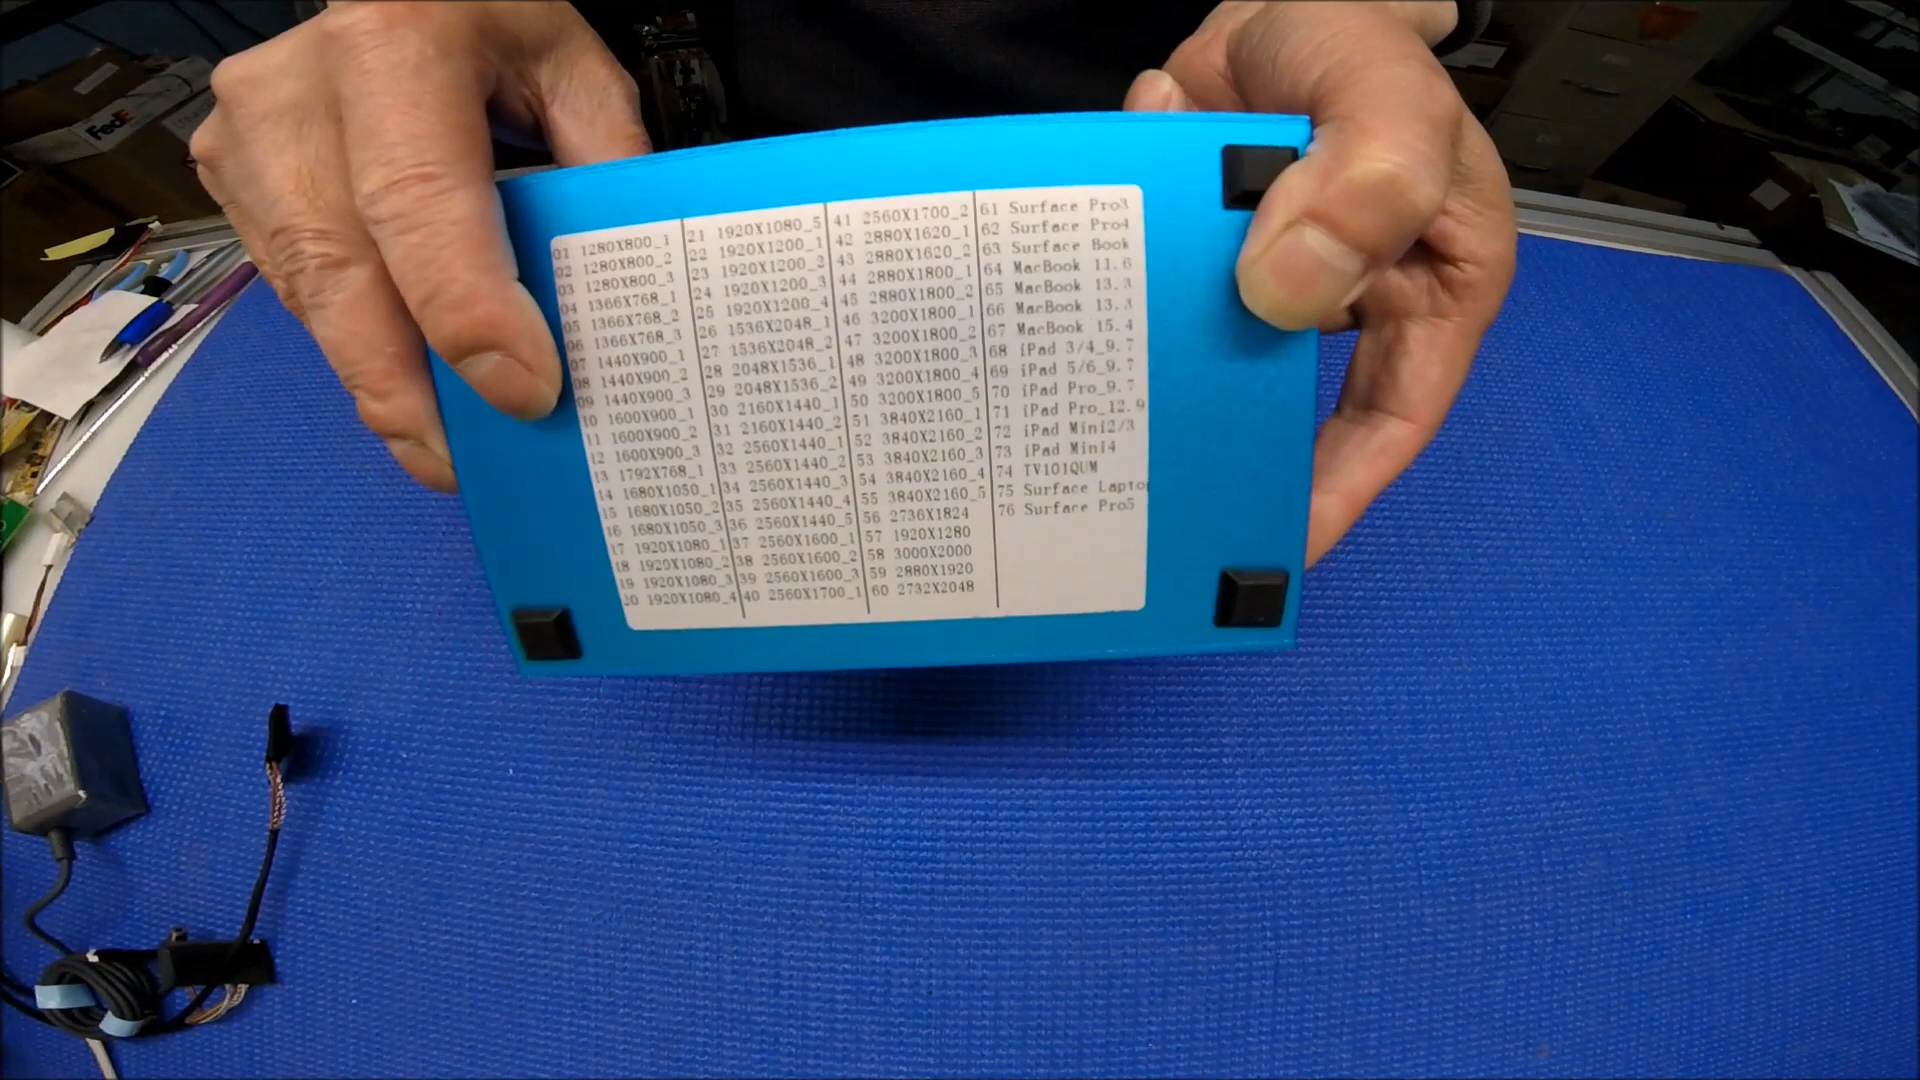 FedE
01 1280X800_1
02 1280X800_2
03 1280X800_3
04 1366X768_1
05 1366X768_2
06 1366X768_3
07 1440X900_1
08 1440X900_2
09 1440X900_3
10 1600X900_1
11 1600X900_2
12 1600X900_3
13 1792X768_1
14 1680X1050_1
15 1680X1050_2
16 1680X1050_3
17 1920X1080_1
18 1920X1080_2
19 1920X1080_3
20 1920X1080_4
21 1920X1080_5
22 1920X1200_1
23 1920X1200_2
24 1920X1200_3
25 1920X1200_4
26 1536X2048_1
27 1536X2048_2
28 2048X1536_1
29 2048X1536_2
30 2160X1440_1
31 2160X1440_2
32 2560X1440_1
33 2560X1440_2
34 2560X1440_3
35 2560X1440_4
36 2560X1440_5
37 2560X1600_1
38 2560X1600_2
39 2560X1600_3
40 2560X1700_1
41 2560X1700_2
42 2880X1620_1
43 2880X1620_2
44 2880X1800_1
45 2880X1800_2
46 3200X1800_1
47 3200X1800_2
48 3200X1800_3
49 3200X1800_4
50 3200X1800_5
51 3840X2160_1
52 3840X2160_2
53 3840X2160_3
54 3840X2160_4
55 3840X2160_5
56 2736X1824
57 1920X1280
58 3000X2000
59 2880X1920
60 2732X2048
61 Surface Pro3
62 Surface Pro4
63 Surface Book
64 MacBook 11.6
65 MacBook 13.3
66 MacBook 13.3
67 MacBook 15.4
68 iPad 3/4_9.7
69 iPad 5/6_9.7
70 iPad Pro_9.7
71 iPad Pro_12.9
72 iPad Mini2/3
73 iPad Mini4
74 TV101QUM
75 Surface Lapto
76 Surface Pro5